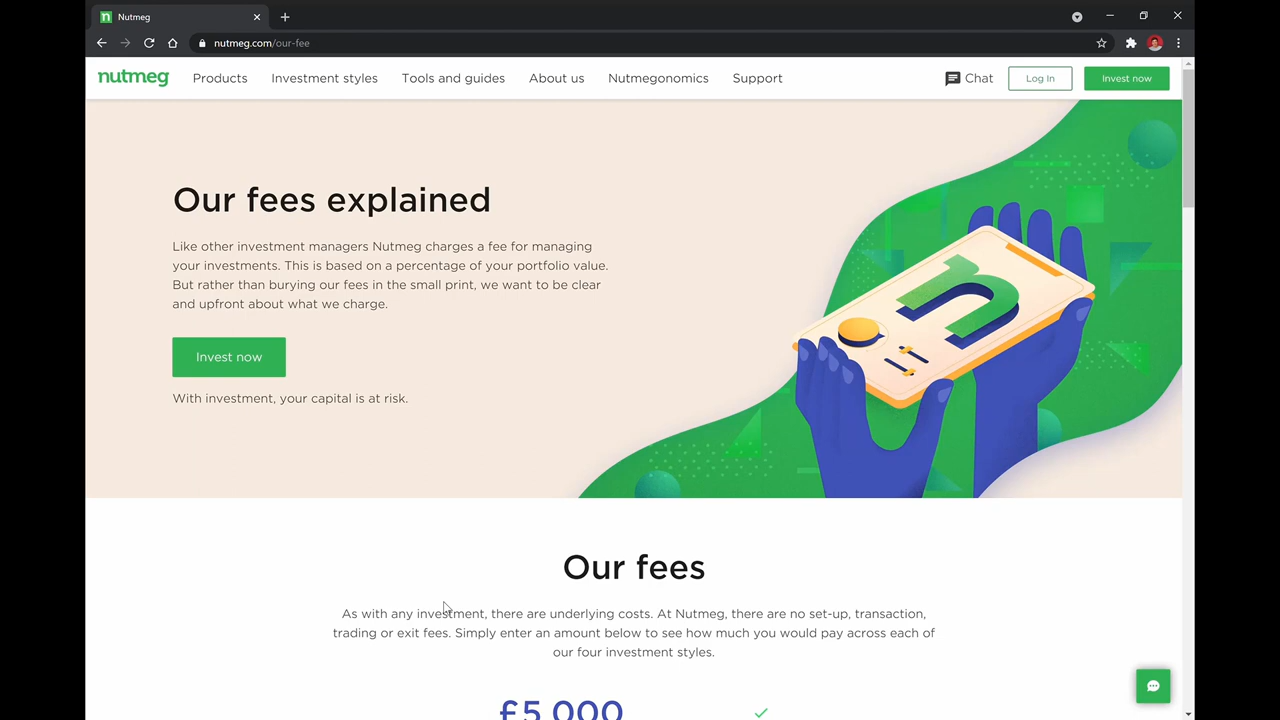 Nutmeg
nutmeg.com/our-fee
nutmeg
Products
Investment styles
Tools and guides
About us
Nutmegonomics
Support
Chat
Log In
Invest now
Our fees explained
Like other investment managers Nutmeg charges a fee for managing
your investments. This is based on a percentage of your portfolio value.
But rather than burying our fees in the small print, we want to be clear
and upfront about what we charge.
Invest now
With investment, your capital is at risk.
n
Our fees
As with any investment, there are underlying costs. At Nutmeg, there are no set-up, transaction,
trading or exit fees. Simply enter an amount below to see how much you would pay across each of
our four investment styles.
£5,000